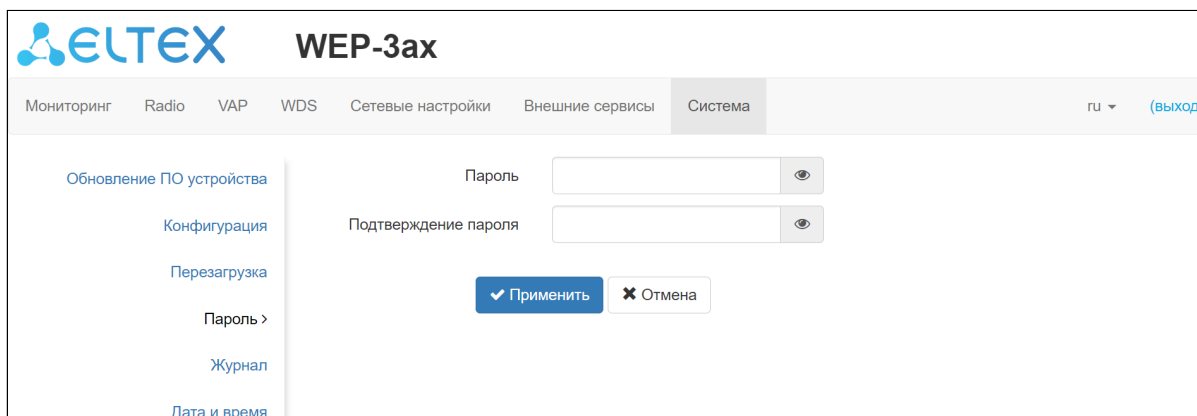 ELTEX WEP-3ax
Мониторинг Radio VAP WDS Сетевые настройки Внешние сервисы Система ru (выход
Обновление ПО устройства
Конфигурация
Перезагрузка
Пароль >
Журнал
Дата и время
Пароль
Подтверждение пароля
Применить Отмена